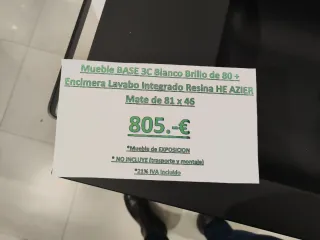 Mueble BASE 3C Blanco Brillo de 80 +
Encimera Lavabo Integrado Resina HE AZIER
Mate de 81 x 46
805.-€
*Mueble de EXPOSICION
* NO INCLUYE (trasporte y montaje)
*21% IVA Incluido